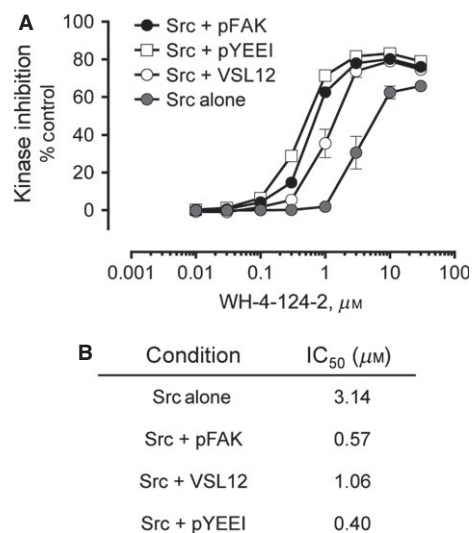 A
Src + pFAK
Src + pYEEI
Src + VSL12
Src alone
Kinase inhibition
% control
80
60
40
20
0
0.001
0.01
0.1
1
10
100
WH-4-124-2, μM
B
Condition IC50 (μM)
Src alone 3.14
Src + pFAK 0.57
Src + VSL12 1.06
Src + pYEEI 0.40